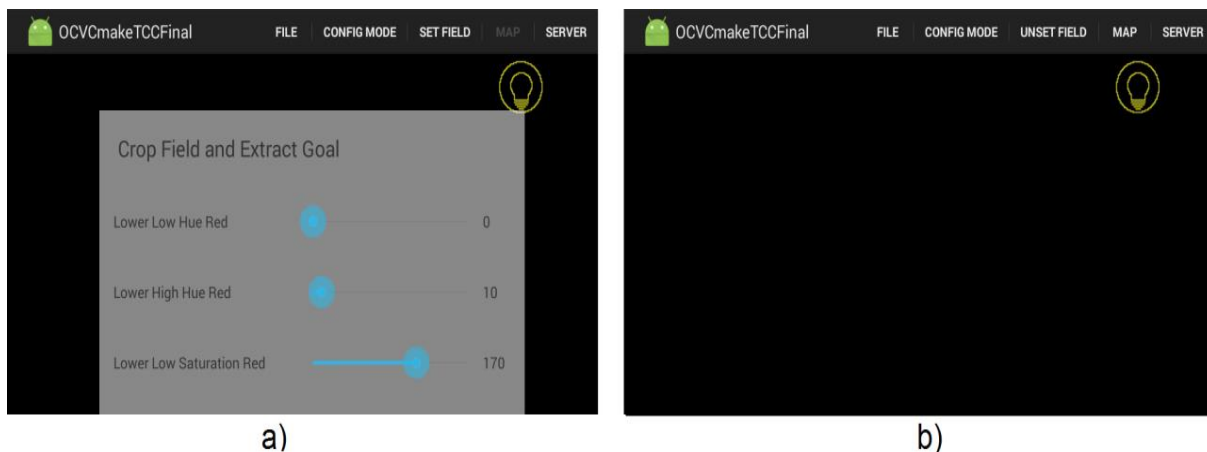 OCVCmakeTCCFinal FILE CONFIG MODE SET FIELD MAP SERVER
Crop Field and Extract Goal
Lower Low Hue Red 0
Lower High Hue Red 10
Lower Low Saturation Red 170
a)
OCVCmakeTCCFinal FILE CONFIG MODE UNSET FIELD MAP SERVER
b)